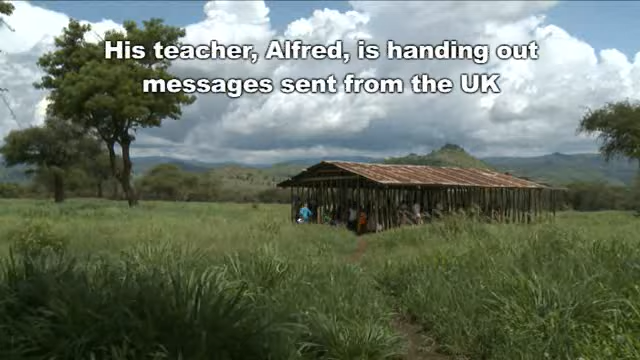 His teacher, Alfred, is handing out
messages sent from the UK